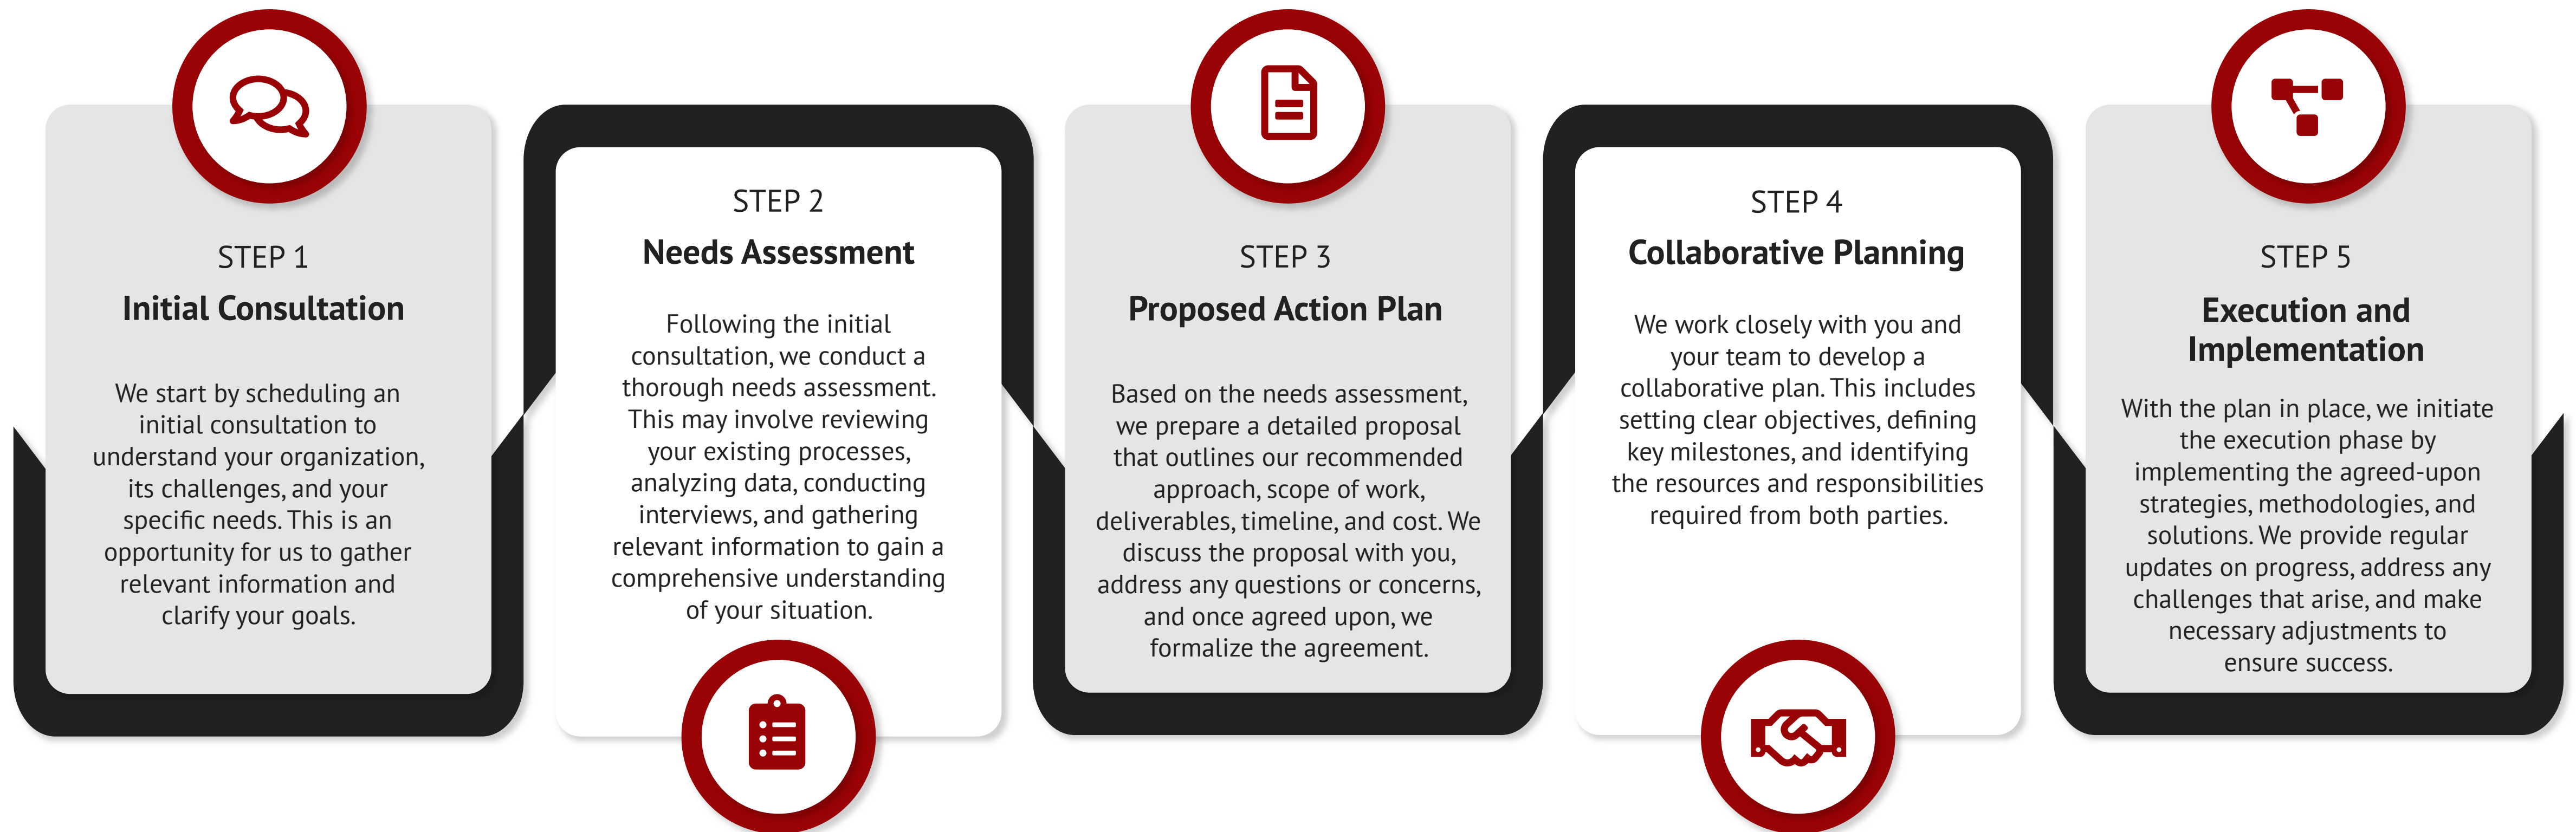 STEP 1
Initial Consultation
We start by scheduling an
initial consultation to
understand your organization,
its challenges, and your
specific needs. This is an
opportunity for us to gather
relevant information and
clarify your goals.
STEP 2
Needs Assessment
Following the initial
consultation, we conduct a
thorough needs assessment.
This may involve reviewing
your existing processes,
analyzing data, conducting
interviews, and gathering
relevant information to gain a
comprehensive understanding
of your situation.
STEP 3
Proposed Action Plan
Based on the needs assessment,
we prepare a detailed proposal
that outlines our recommended
approach, scope of work,
deliverables, timeline, and cost. We
discuss the proposal with you,
address any questions or concerns,
and once agreed upon, we
formalize the agreement.
STEP 4
Collaborative Planning
We work closely with you and
your team to develop a
collaborative plan. This includes
setting clear objectives, defining
key milestones, and identifying
the resources and responsibilities
required from both parties.
STEP 5
Execution and
Implementation
With the plan in place, we initiate
the execution phase by
implementing the agreed-upon
strategies, methodologies, and
solutions. We provide regular
updates on progress, address any
challenges that arise, and make
necessary adjustments to
ensure success.